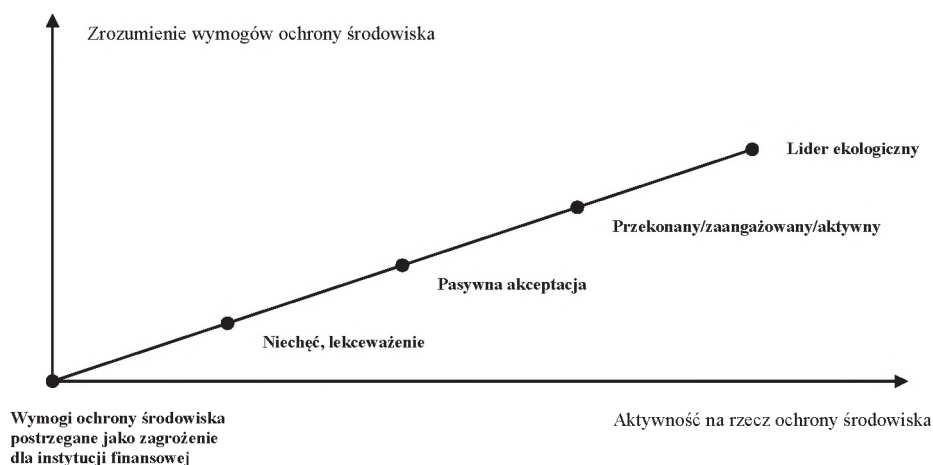 Zrozumienie wymogów ochrony środowiska
Lider ekologiczny
Przekonany/zaangażowany/aktywny
Pasywna akceptacja
Niechęć, lekceważenie
Wymogi ochrony środowiska
postrzegane jako zagrożenie
dla instytucji finansowej
Aktywność na rzecz ochrony środowiska